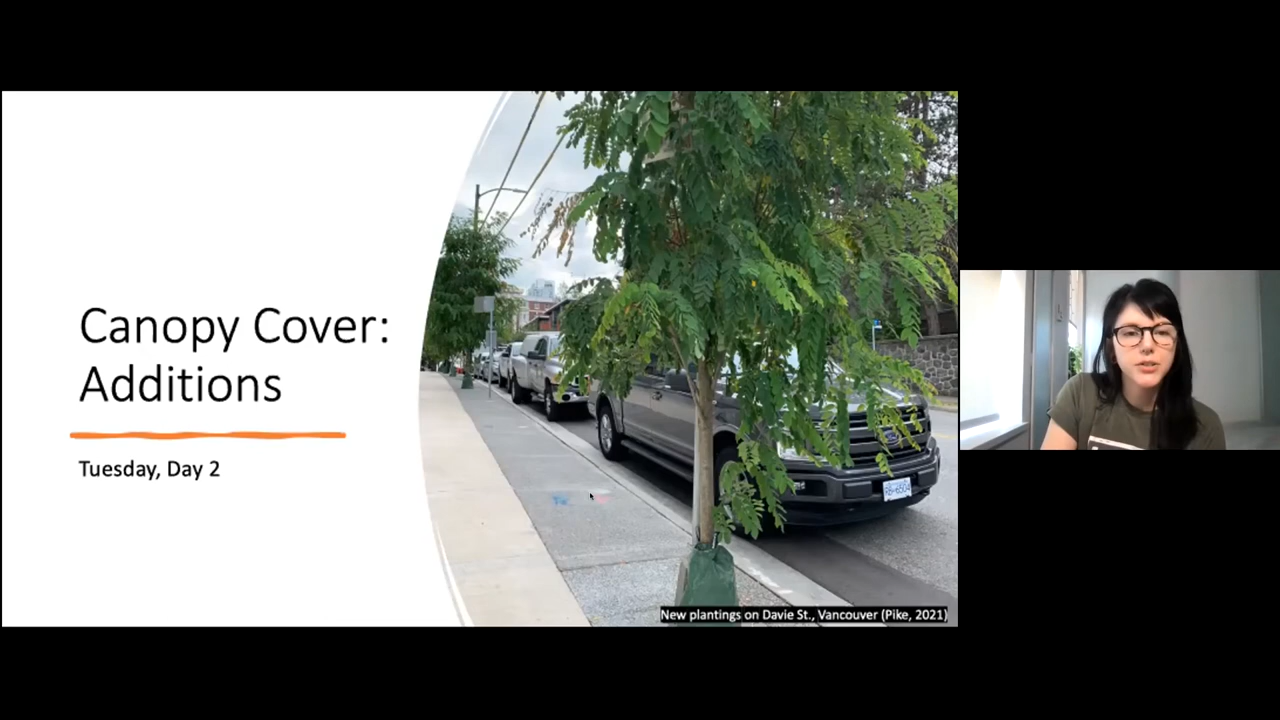 Canopy Cover:
Additions
Tuesday, Day 2
New plantings on Davie St., Vancouver (Pike, 2021)